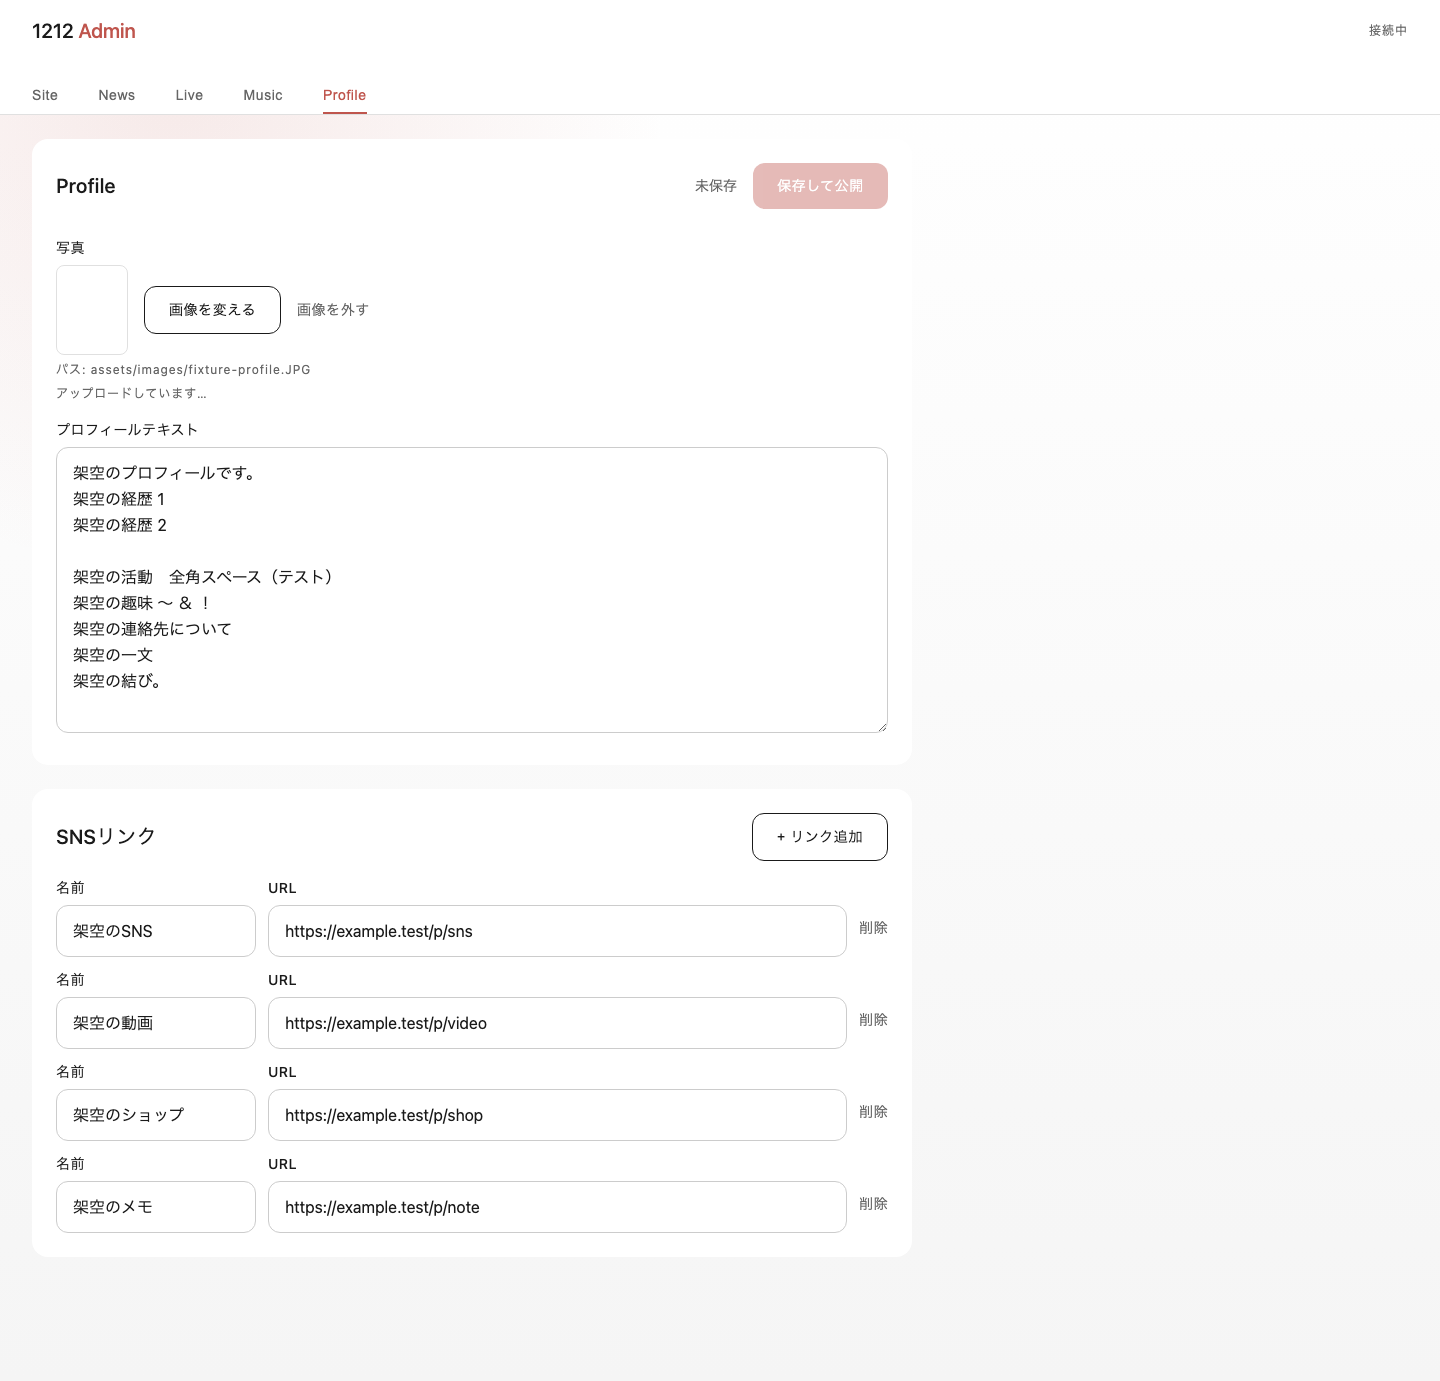 1212 Admin
接続中
Site
News
Live
Music
Profile
Profile
未保存
保存して公開
写真
画像を変える
画像を外す
パス: assets/images/fixture-profile.JPG
アップロードしています…
プロフィールテキスト
架空のプロフィールです。
架空の経歴 1
架空の経歴 2
架空の活動　全角スペース（テスト）
架空の趣味 〜 & ！
架空の連絡先について
架空の一文
架空の結び。
SNSリンク
+ リンク追加
名前
URL
架空のSNS
https://example.test/p/sns
削除
名前
URL
架空の動画
https://example.test/p/video
削除
名前
URL
架空のショップ
https://example.test/p/shop
削除
名前
URL
架空のメモ
https://example.test/p/note
削除